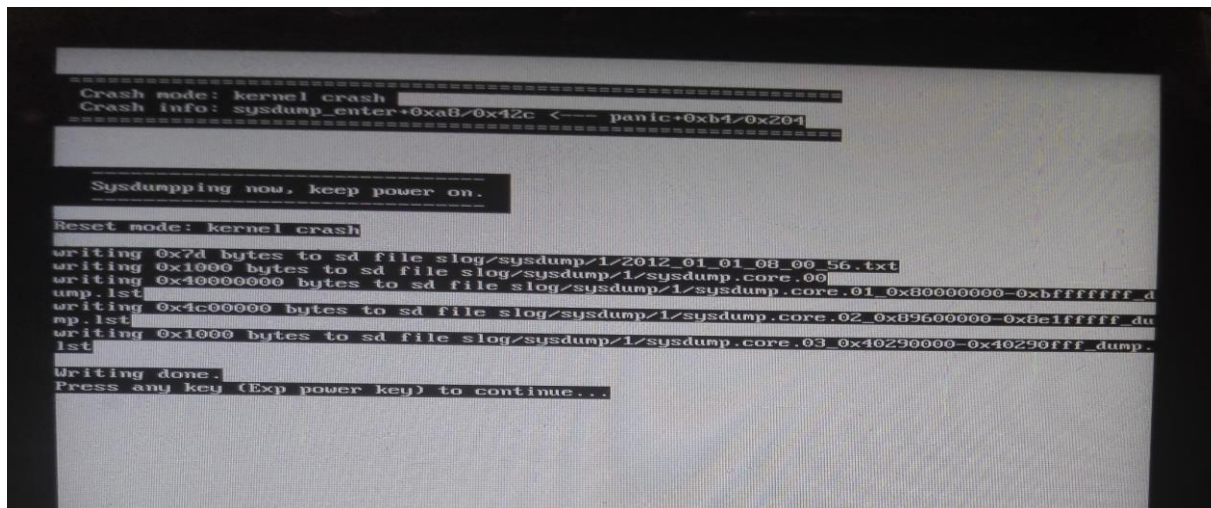 ==========================================================
Crash mode: kernel crash
Crash info: sysdump_enter+0xa8/0x42c <--- panic+0xb4/0x204
==========================================================
------------------------------
Sysdumpping now, keep power on.
------------------------------
Reset mode: kernel crash
writing 0x7d bytes to sd file slog/sysdump/1/2012_01_01_08_00_56.txt
writing 0x1000 bytes to sd file slog/sysdump/1/sysdump.core.00
writing 0x40000000 bytes to sd file slog/sysdump/1/sysdump.core.01_0x80000000-0xbfffffff_d
ump.lst
writing 0x4c00000 bytes to sd file slog/sysdump/1/sysdump.core.02_0x89600000-0x8e1fffff_du
mp.lst
writing 0x1000 bytes to sd file slog/sysdump/1/sysdump.core.03_0x40290000-0x40290fff_dump.
lst
Writing done.
Press any key (Exp power key) to continue...